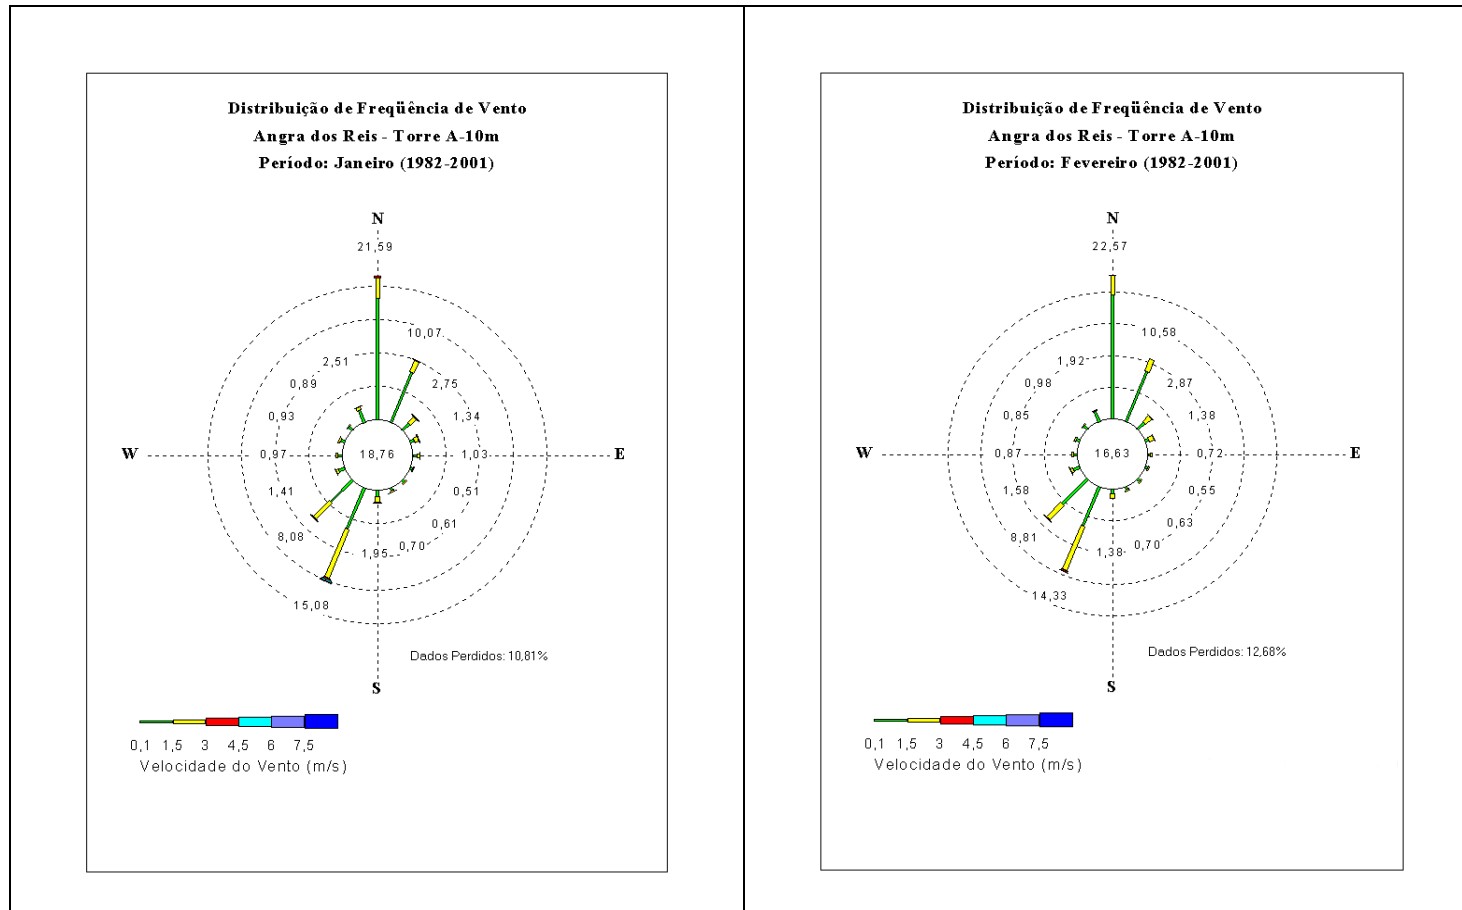 Distribuição de Freqüência de Vento
Angra dos Reis - Torre A-10m
Período: Janeiro (1982-2001)
N
21,59
10,07
2,51
0,89
2,75
0,93
1,34
W
0,97
18,76
1,03
E
1,41
0,51
8,08
0,61
1,95
0,70
15,08
Dados Perdidos: 10,81%
S
0,1 1,5 3 4,5 6 7,5
Velocidade do Vento (m/s)
Distribuição de Freqüência de Vento
Angra dos Reis - Torre A-10m
Período: Fevereiro (1982-2001)
N
22,57
10,58
1,92
0,98
2,87
0,85
1,38
W
0,87
16,63
0,72
E
1,58
0,55
8,81
0,63
1,38
0,70
14,33
Dados Perdidos: 12,68%
S
0,1 1,5 3 4,5 6 7,5
Velocidade do Vento (m/s)